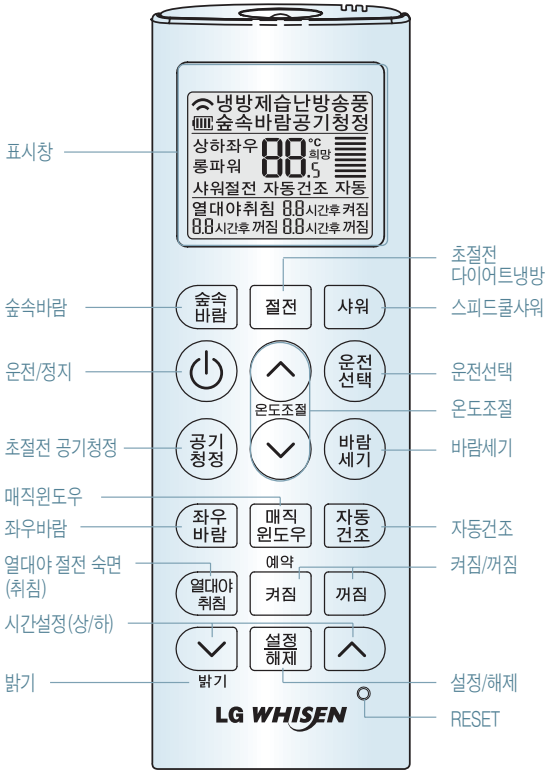 냉방제습난방송풍
숲속바람공기청정
상하좌우 88.5 °C 희망
롱파워
샤워절전 자동건조 자동
열대야취침 8.8시간후 켜짐
8.8시간후 꺼짐 8.8시간후 꺼짐
표시창
초절전
다이어트냉방
숲속바람
숲속
바람
절전
샤워
스피드쿨샤워
운전/정지
운전
선택
운전선택
온도조절
온도조절
초절전 공기청정
공기
청정
바람
세기
바람세기
매직윈도우
좌우바람
좌우
바람
매직
윈도우
자동
건조
자동건조
예약
열대야 절전 숙면
(취침)
열대야
취침
켜짐
꺼짐
켜짐/꺼짐
시간설정(상/하)
설정
해제
밝기
밝기
설정/해제
LG WHISEN
RESET